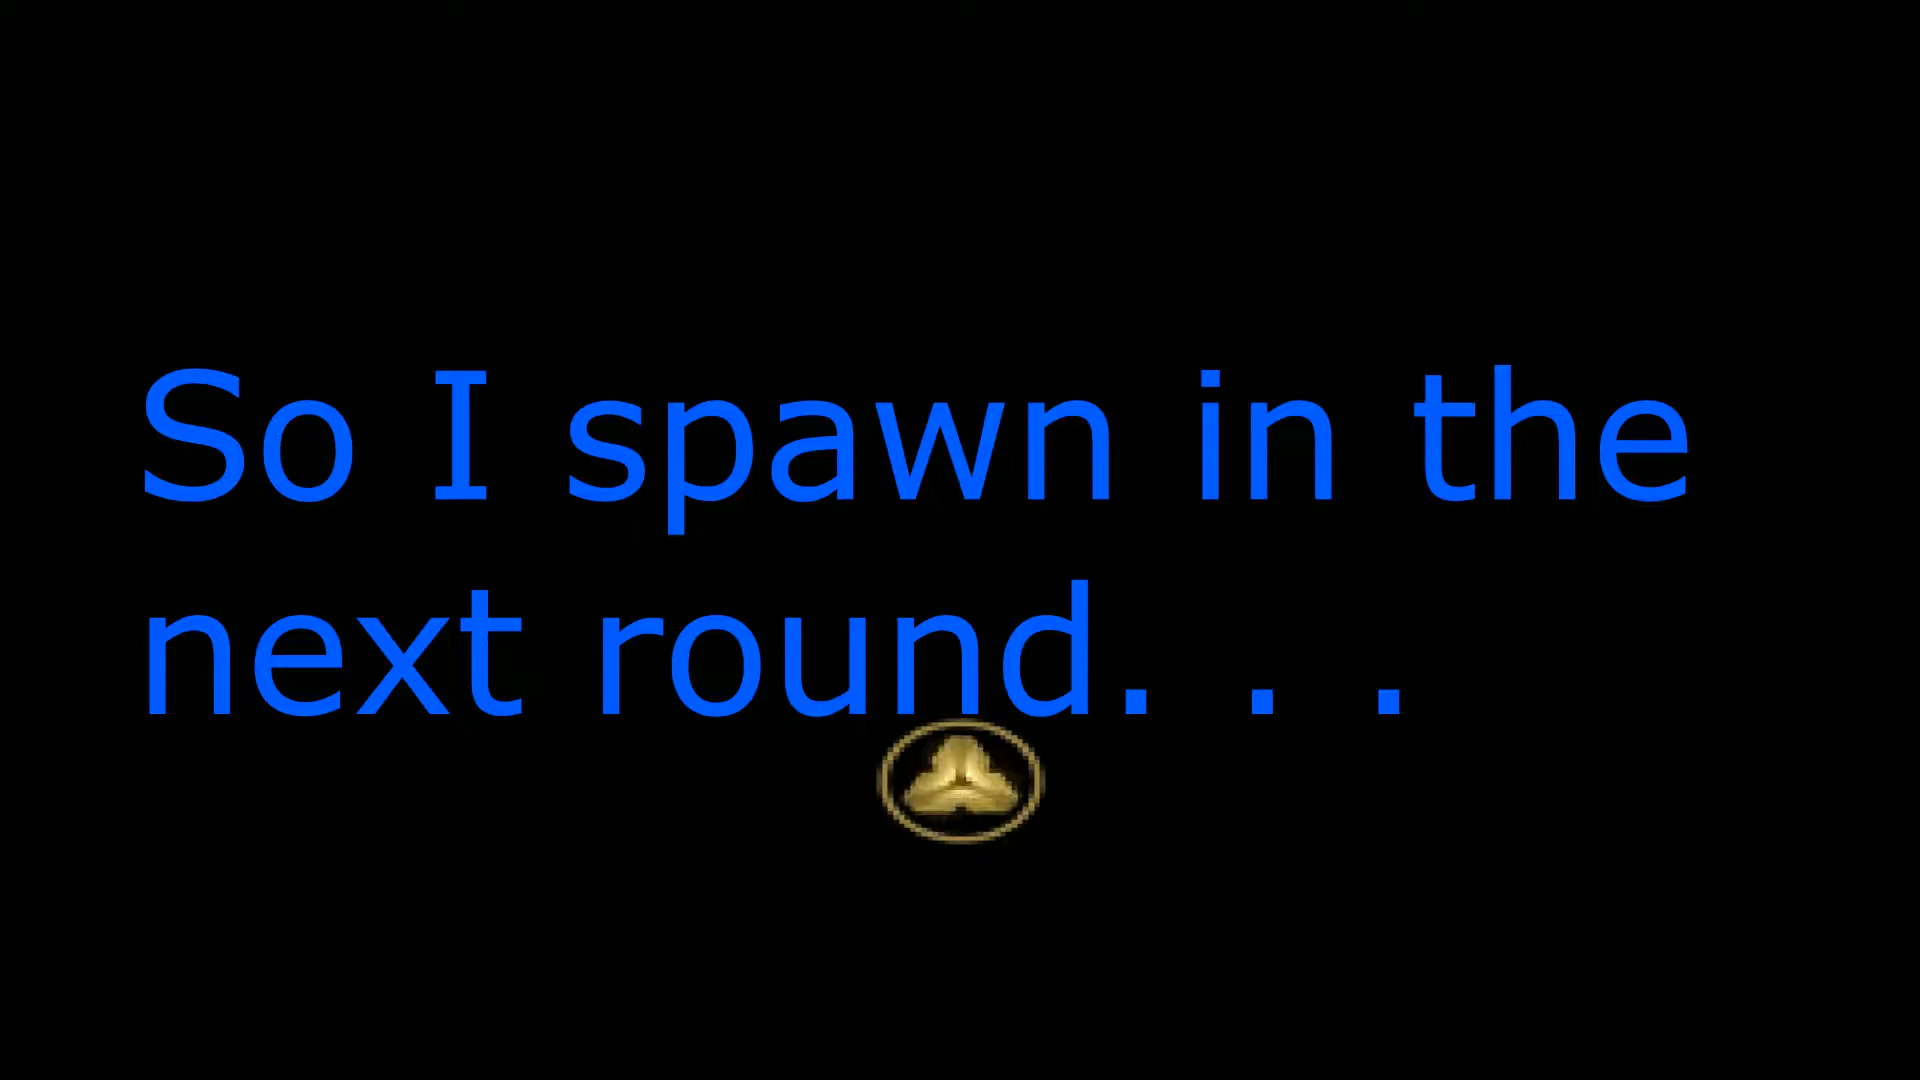 So I spawn in the
next round. . .